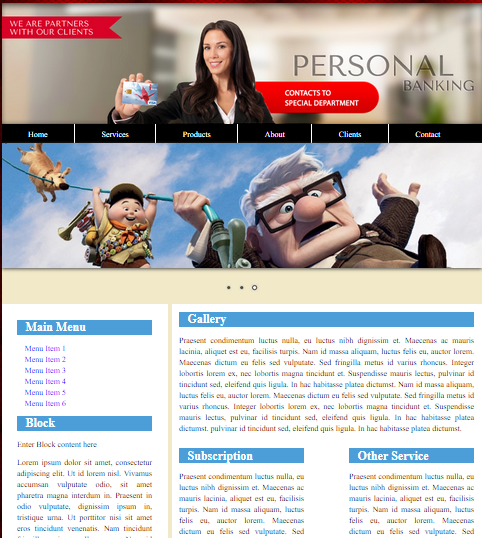 WE ARE PARTNERS
WITH OUR CLIENTS
PERSONAL
BANKING
CONTACTS TO
SPECIAL DEPARTMENT
Home Services Products About Clients Contact
Main Menu
Menu Item 1
Menu Item 2
Menu Item 3
Menu Item 4
Menu Item 5
Menu Item 6
Block
Enter Block content here
Lorem ipsum dolor sit amet, consectetur
adipiscing elit. Ut id lorem nisl. Vivamus
accumsan vulputate odio, sit amet
pharetra magna interdum in. Praesent in
odio vulputate, dignissim ipsum in,
tristique urna. Ut porttitor nisi sit amet
eros tincidunt venenatis. Nam tincidunt
Gallery
Praesent condimentum luctus nulla, eu luctus nibh dignissim et. Maecenas ac mauris
lacinia, aliquet est eu, facilisis turpis. Nam id massa aliquam, luctus felis eu, auctor lorem.
Maecenas dictum eu felis sed vulputate. Sed fringilla metus id varius rhoncus. Integer
lobortis lorem ex, nec lobortis magna tincidunt et. Suspendisse mauris lectus, pulvinar id
tincidunt sed, eleifend quis ligula. In hac habitasse platea dictumst. Nam id massa aliquam,
luctus felis eu, auctor lorem. Maecenas dictum eu felis sed vulputate. Sed fringilla metus id
varius rhoncus. Integer lobortis lorem ex, nec lobortis magna tincidunt et. Suspendisse
mauris lectus, pulvinar id tincidunt sed, eleifend quis ligula. In hac habitasse platea
dictumst. pulvinar id tincidunt sed, eleifend quis ligula. In hac habitasse platea dictumst.
Subscription
Praesent condimentum luctus nulla, eu
luctus nibh dignissim et. Maecenas ac
mauris lacinia, aliquet est eu, facilisis
turpis. Nam id massa aliquam, luctus
felis eu, auctor lorem. Maecenas
dictum eu felis sed vulputate. Sed
Other Service
Praesent condimentum luctus nulla, eu
luctus nibh dignissim et. Maecenas ac
mauris lacinia, aliquet est eu, facilisis
turpis. Nam id massa aliquam, luctus
felis eu, auctor lorem. Maecenas
dictum eu felis sed vulputate. Sed